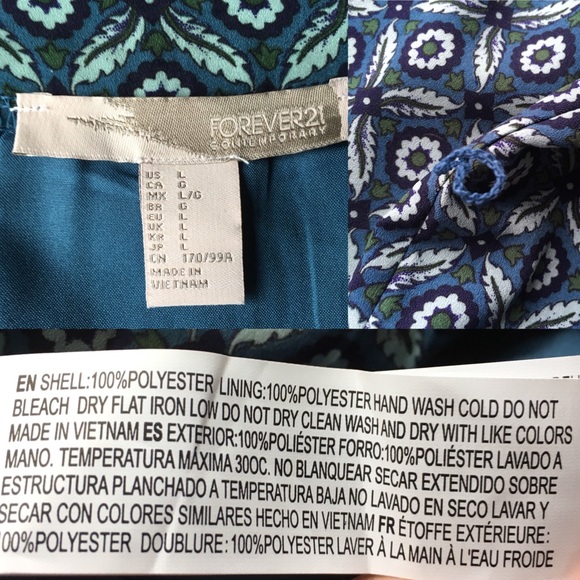 FOREVER21
CONTEMPORARY
US L
CA G
MX L/G
BR G
EU L
UK L
KR L
JP L
CN 170/99A
MADE IN
VIETNAM
EN SHELL:100%POLYESTER LINING:100%POLYESTER HAND WASH COLD DO NOT
BLEACH DRY FLAT IRON LOW DO NOT DRY CLEAN WASH AND DRY WITH LIKE COLORS
MADE IN VIETNAM ES EXTERIOR:100%POLIÉSTER FORRO:100%POLIÉSTER LAVADO A
MANO. TEMPERATURA MÁXIMA 30OC. NO BLANQUEAR SECAR EXTENDIDO SOBRE
ESTRUCTURA PLANCHADO A TEMPERATURA BAJA NO LAVADO EN SECO LAVAR Y
SECAR CON COLORES SIMILARES HECHO EN VIETNAM FR ÉTOFFE EXTÉRIEURE:
100%POLYESTER DOUBLURE:100%POLYESTER LAVER À LA MAIN À L'EAU FROIDE